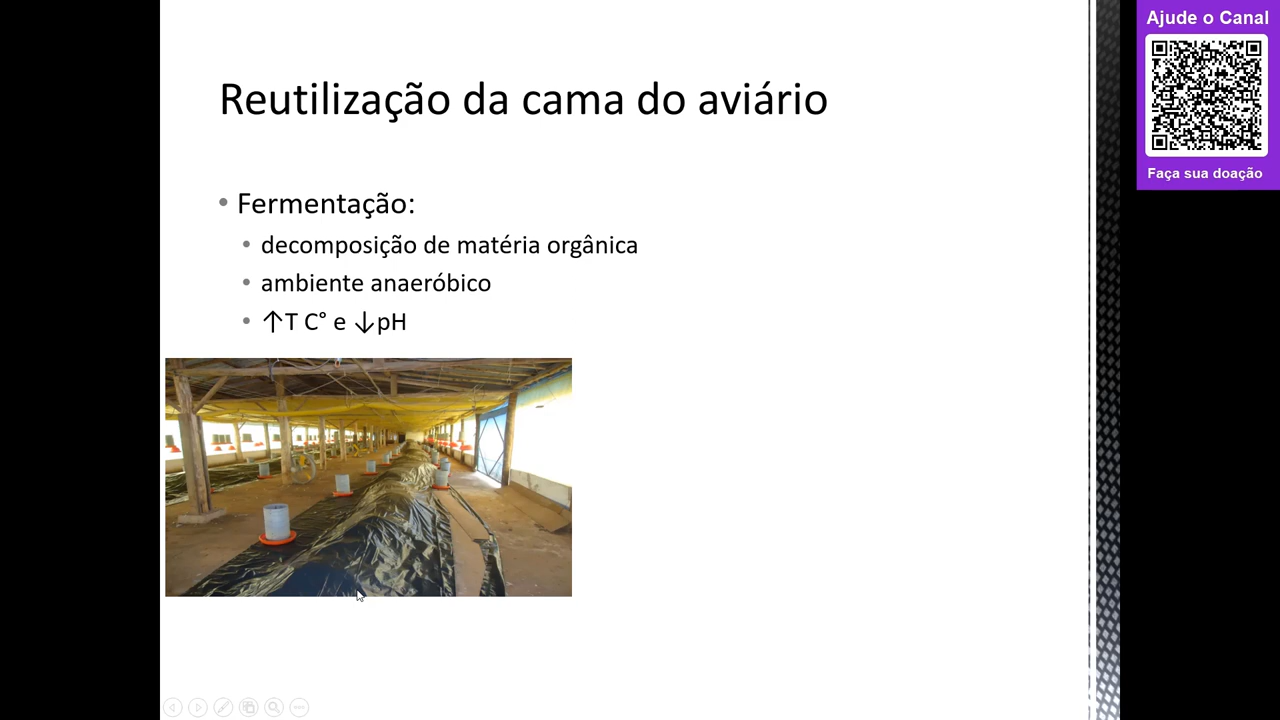 Reutilização da cama do aviário
• Fermentação:
• decomposição de matéria orgânica
• ambiente anaeróbico
• ↑T C° e ↓pH
Ajude o Canal
Faça sua doação